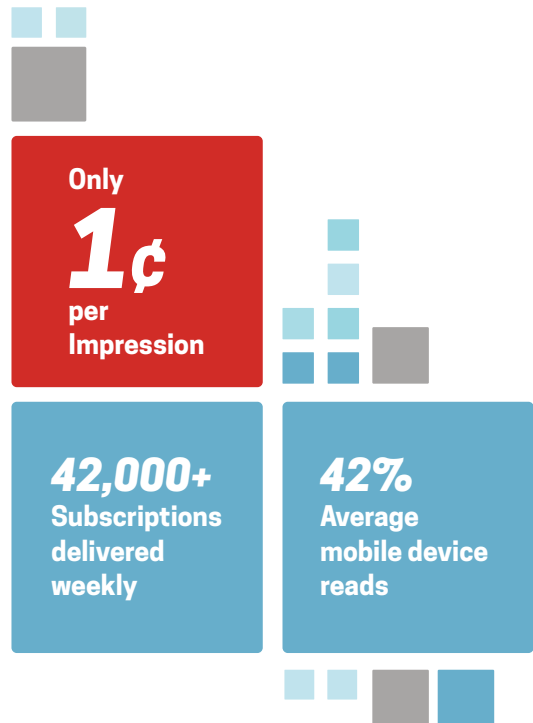 Only
1¢
per
Impression
42,000+
Subscriptions
delivered
weekly
42%
Average
mobile device
reads